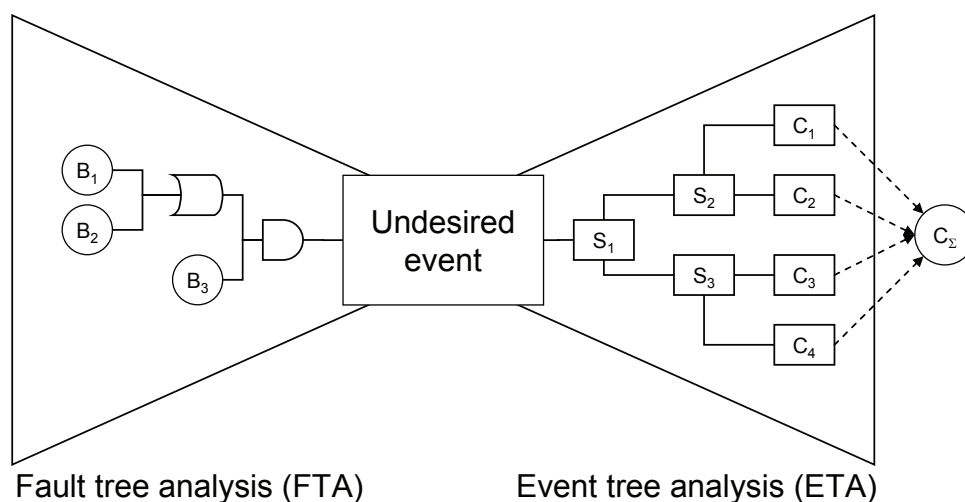 B₁
B₂
B₃
Undesired
event
S₁
S₂
S₃
C₁
C₂
C₃
C₄
C_Σ
Fault tree analysis (FTA)
Event tree analysis (ETA)